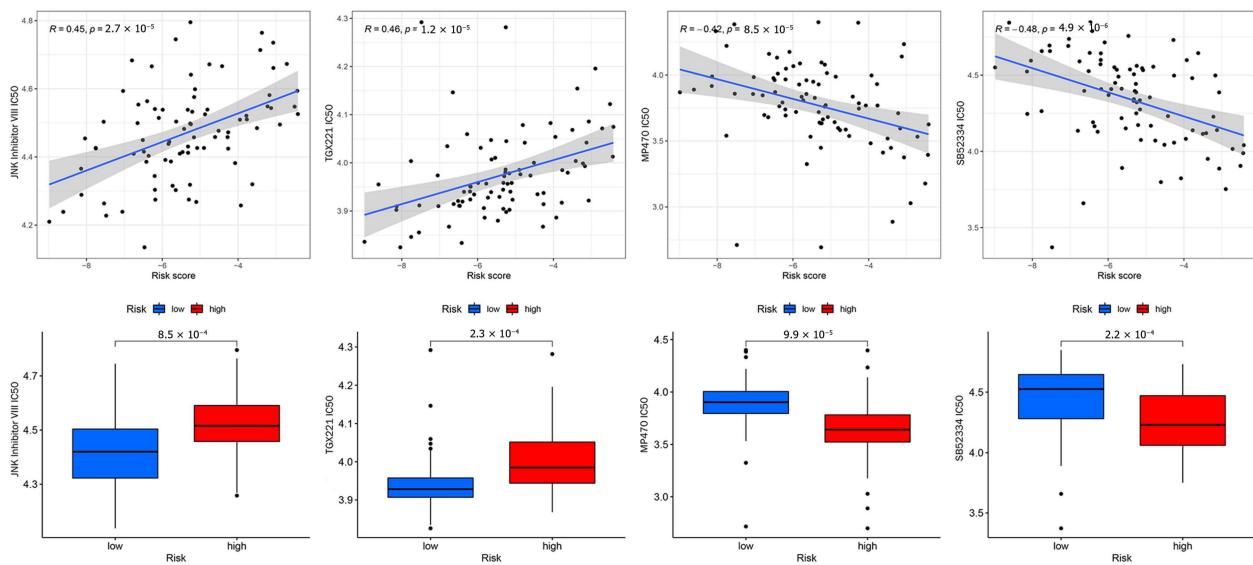 R = 0.45, p = 2.7 × 10⁻⁵
JNK Inhibitor VIII IC50
4.8
4.6
4.4
4.2
−8
−6
−4
Risk score
R = 0.46, p = 1.2 × 10⁻⁵
TGX221 IC50
4.3
4.2
4.1
4.0
3.9
−8
−6
−4
Risk score
R = −0.42, p = 8.5 × 10⁻⁵
MP470 IC50
4.0
3.5
3.0
2.5
−8
−6
−4
Risk score
R = −0.48, p = 4.9 × 10⁻⁶
SB52334 IC50
4.5
4.0
3.5
−8
−6
−4
Risk score
Risk low high
8.5 × 10⁻⁴
JNK Inhibitor VIII IC50
4.7
4.5
4.3
low
high
Risk
Risk low high
2.3 × 10⁻⁴
TGX221 IC50
4.3
4.2
4.1
4.0
3.9
low
high
Risk
Risk low high
9.9 × 10⁻⁵
MP470 IC50
4.5
4.0
3.5
3.0
low
high
Risk
Risk low high
2.2 × 10⁻⁴
SB52334 IC50
4.5
4.0
3.5
low
high
Risk